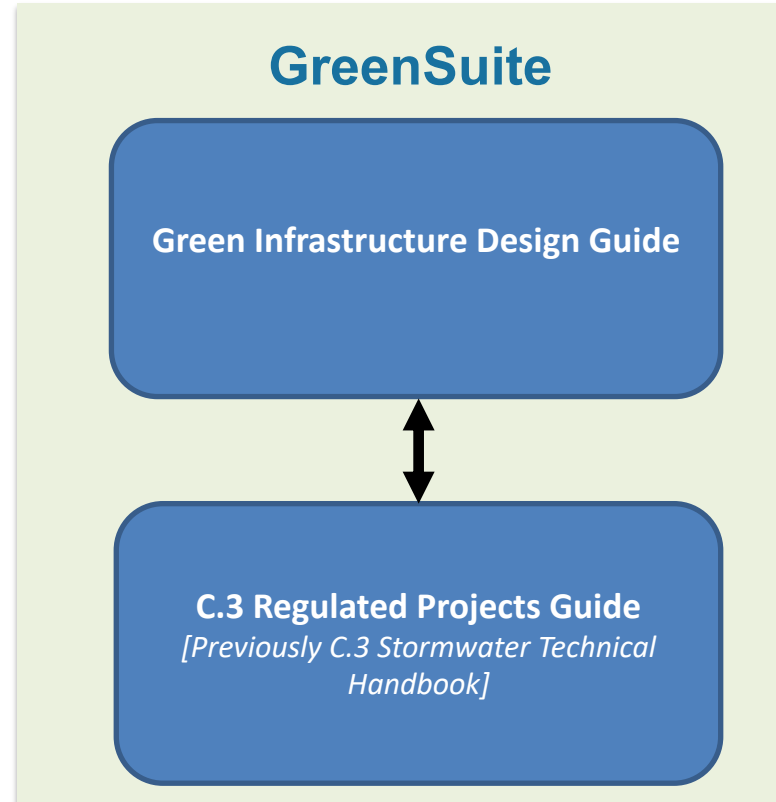 GreenSuite
Green Infrastructure Design Guide
C.3 Regulated Projects Guide
[Previously C.3 Stormwater Technical
Handbook]